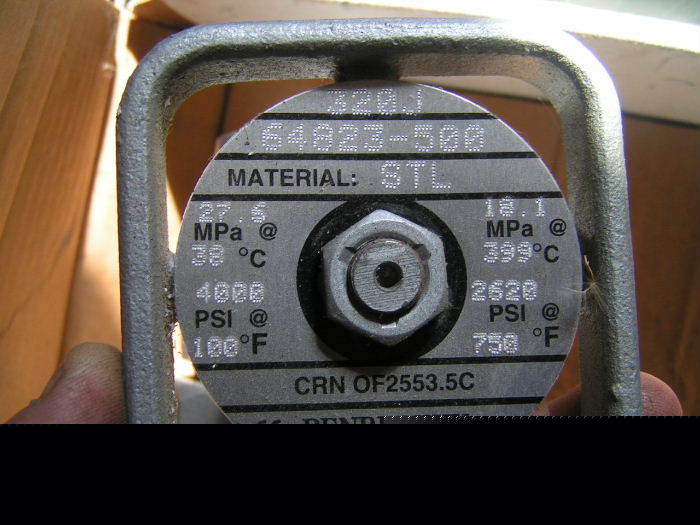 320J
64823-500
MATERIAL: STL
27.6 18.1
MPa @ MPa @
38 °C 399 °C
4000 2620
PSI @ PSI @
100 °F 750 °F
CRN OF2553.5C